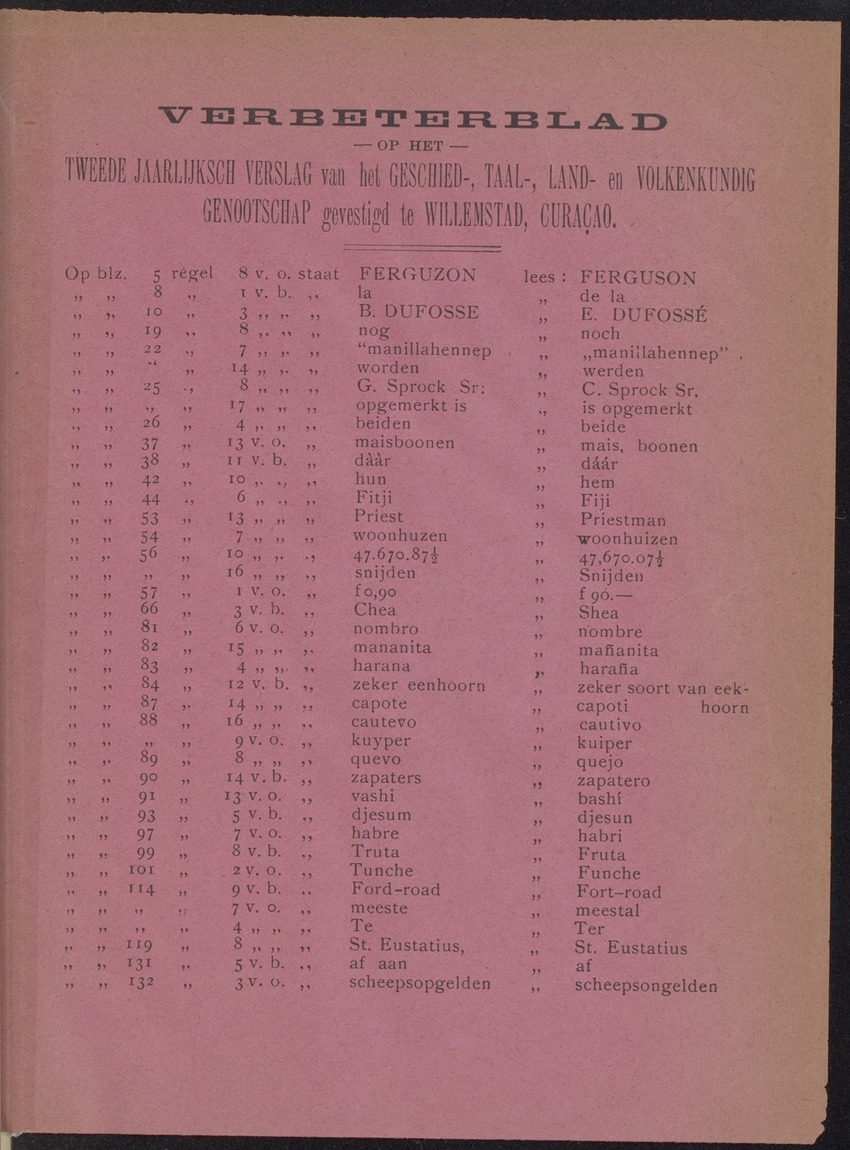 VERBETERBLAD
— OP HET —
TWEEDE JAARLIJKSCH VERSLAG van het GESCHIED-, TAAL-, LAND- en VOLKENKUNDIG
GENOOTSCHAP gevestigd te WILLEMSTAD, CURAÇAO.
Op blz. 5 regel 8 v. o. staat FERGUZON lees : FERGUSON
„ „ 8 „ 1 v. b. „ la „ de la
„ „ 10 „ 3 „ „ „ B. DUFOSSE „ E. DUFOSSÉ
„ „ 19 „ 8 „ „ „ nog „ noch
„ „ 22 „ 7 „ „ „ “manillahennep „ „manillahennep”
„ „ „ „ 14 „ „ „ worden „ werden
„ „ 25 „ 8 „ „ „ G. Sprock Sr: „ C. Sprock Sr.
„ „ „ „ 17 „ „ „ opgemerkt is „ is opgemerkt
„ „ 26 „ 4 „ „ „ beiden „ beide
„ „ 37 „ 13 v. o. „ maisboonen „ mais, boonen
„ „ 38 „ 11 v. b. „ dààr „ dáár
„ „ 42 „ 10 „ „ „ hun „ hem
„ „ 44 „ 6 „ „ „ Fitji „ Fiji
„ „ 53 „ 13 „ „ „ Priest „ Priestman
„ „ 54 „ 7 „ „ „ woonhuzen „ woonhuizen
„ „ 56 „ 10 „ „ „ 47.670.87½ „ 47,670.07½
„ „ „ „ 16 „ „ „ snijden „ Snijden
„ „ 57 „ 1 v. o. „ f 0,90 „ f 90.—
„ „ 66 „ 3 v. b. „ Chea „ Shea
„ „ 81 „ 6 v. o. „ nombro „ nombre
„ „ 82 „ 15 „ „ „ mananita „ mañanita
„ „ 83 „ 4 „ „ „ harana „ haraña
„ „ 84 „ 12 v. b. „ zeker eenhoorn „ zeker soort van eek-
„ „ 87 „ 14 „ „ „ capote „ capoti hoorn
„ „ 88 „ 16 „ „ „ cautevo „ cautivo
„ „ „ „ 9 v. o. „ kuyper „ kuiper
„ „ 89 „ 8 „ „ „ quevo „ quejo
„ „ 90 „ 14 v. b. „ zapaters „ zapatero
„ „ 91 „ 13 v. o. „ vashi „ bashí
„ „ 93 „ 5 v. b. „ djesum „ djesun
„ „ 97 „ 7 v. o. „ habre „ habri
„ „ 99 „ 8 v. b. „ Truta „ Fruta
„ „ 101 „ 2 v. o. „ Tunche „ Funche
„ „ 114 „ 9 v. b. „ Ford-road „ Fort-road
„ „ „ „ 7 v. o. „ meeste „ meestal
„ „ „ „ 4 „ „ „ Te „ Ter
„ „ 119 „ 8 „ „ „ St. Eustatius, „ St. Eustatius
„ „ 131 „ 5 v. b. „ af aan „ af
„ „ 132 „ 3 v. o. „ scheepsopgelden „ scheepsongelden